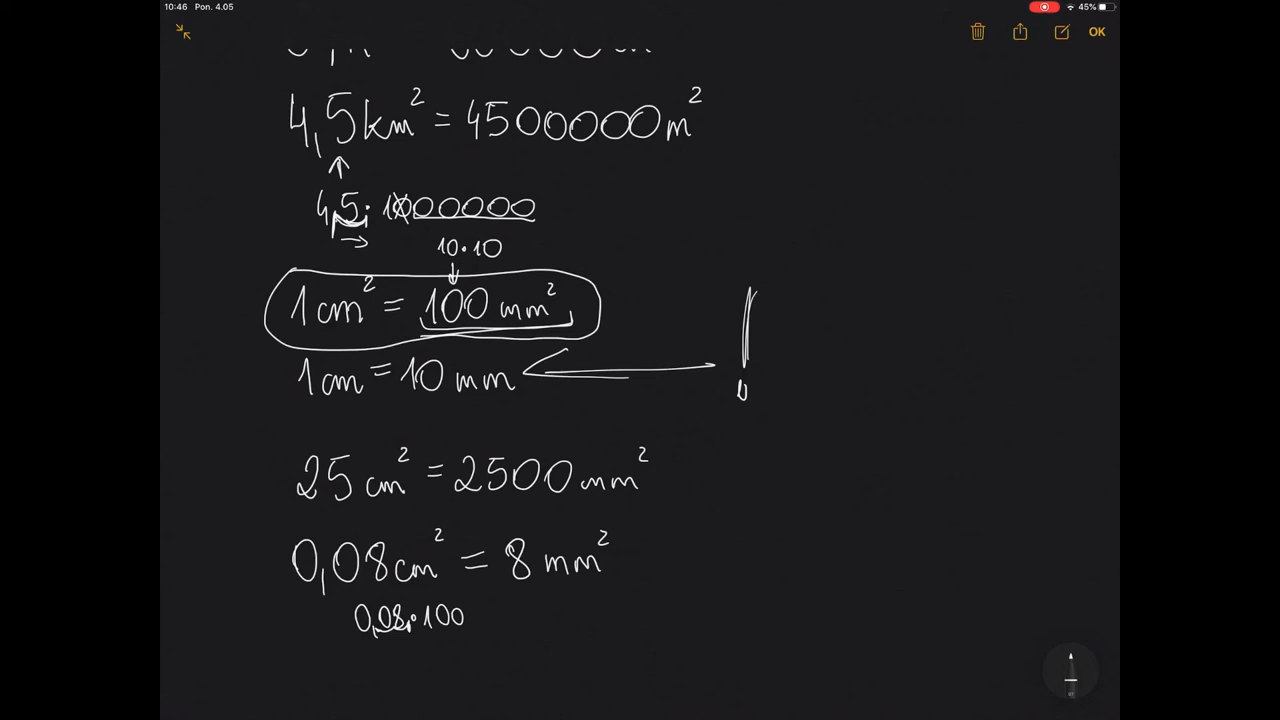 10:46 Pon. 4.05 45%
OK
4,5 km² = 4500000 m²
4,5 · 1000000
10·10
1 cm² = 100 mm²
1 cm = 10 mm
25 cm² = 2500 mm²
0,08 cm² = 8 mm²
0,08 · 100